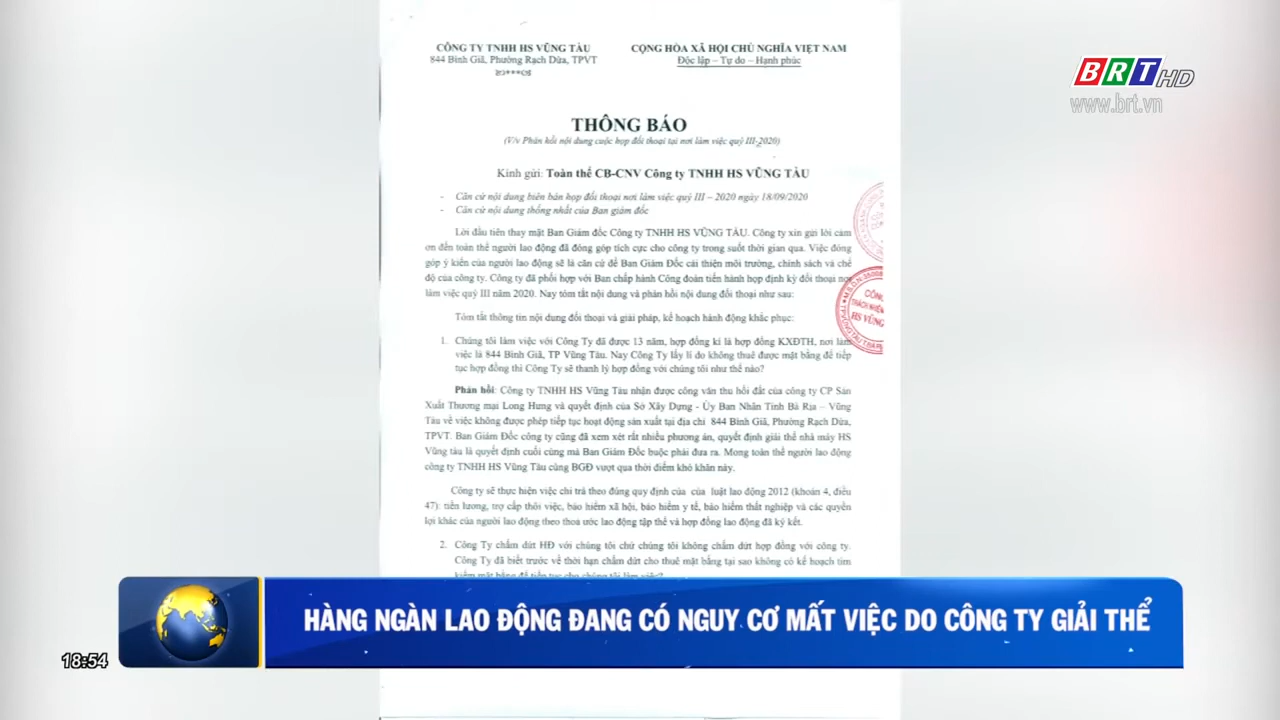 CÔNG TY TNHH HS VŨNG TÀU
844 Bình Giã, Phường Rạch Dừa, TPVT
***
CỘNG HÒA XÃ HỘI CHỦ NGHĨA VIỆT NAM
Độc lập – Tự do – Hạnh phúc
BRT HD
www.brt.vn
THÔNG BÁO
(V/v Phản hồi nội dung cuộc họp đối thoại tại nơi làm việc quý III-2020)
Kính gửi: Toàn thể CB-CNV Công ty TNHH HS VŨNG TÀU
- Căn cứ nội dung biên bản họp đối thoại nơi làm việc quý III – 2020 ngày 18/09/2020
- Căn cứ nội dung thống nhất của Ban giám đốc
Lời đầu tiên thay mặt Ban Giám đốc Công ty TNHH HS VŨNG TÀU. Công ty xin gửi lời cảm
ơn đến toàn thể người lao động đã đóng góp tích cực cho công ty trong suốt thời gian qua. Việc đóng
góp ý kiến của người lao động sẽ là căn cứ để Ban Giám Đốc cải thiện môi trường, chính sách và chế
độ của công ty. Công ty đã phối hợp với Ban chấp hành Công đoàn tiến hành họp định kỳ đối thoại nơi
làm việc quý III năm 2020. Nay tóm tắt nội dung và phản hồi nội dung đối thoại như sau:
CÔNG
TRÁCH NHIỆM
HS VŨNG
Tóm tắt thông tin nội dung đối thoại và giải pháp, kế hoạch hành động khắc phục:
1. Chúng tôi làm việc với Công Ty đã được 13 năm, hợp đồng kí là hợp đồng KXĐTH, nơi làm
việc là 844 Bình Giã, TP Vũng Tàu. Nay Công Ty lấy lí do không thuê được mặt bằng để tiếp
tục hợp đồng thì Công Ty sẽ thanh lý hợp đồng với chúng tôi như thế nào?
Phản hồi: Công ty TNHH HS Vũng Tàu nhận được công văn thu hồi đất của công ty CP Sản
Xuất Thương mại Long Hưng và quyết định của Sở Xây Dựng - Ủy Ban Nhân Tỉnh Bà Rịa – Vũng
Tàu về việc không được phép tiếp tục hoạt động sản xuất tại địa chỉ 844 Bình Giã, Phường Rạch Dừa,
TPVT. Ban Giám Đốc công ty cũng đã xem xét rất nhiều phương án, quyết định giải thể nhà máy HS
Vũng tàu là quyết định cuối cùng mà Ban Giám Đốc buộc phải đưa ra. Mong toàn thể người lao động
công ty TNHH HS Vũng Tàu cùng BGĐ vượt qua thời điểm khó khăn này.
Công ty sẽ thực hiện việc chi trả theo đúng quy định của của luật lao động 2012 (khoản 4, điều
47): tiền lương, trợ cấp thôi việc, bảo hiểm xã hội, bảo hiểm y tế, bảo hiểm thất nghiệp và các quyền
lợi khác của người lao động theo thoả ước lao động tập thể và hợp đồng lao động đã ký kết.
2. Công Ty chấm dứt HĐ với chúng tôi chứ chúng tôi không chấm dứt hợp đồng với công ty.
Công Ty đã biết trước về thời hạn chấm dứt cho thuê mặt bằng tại sao không có kế hoạch tìm
kiếm mặt bằng để tiếp tục cho chúng tôi làm việc?
HÀNG NGÀN LAO ĐỘNG ĐANG CÓ NGUY CƠ MẤT VIỆC DO CÔNG TY GIẢI THỂ
18:54